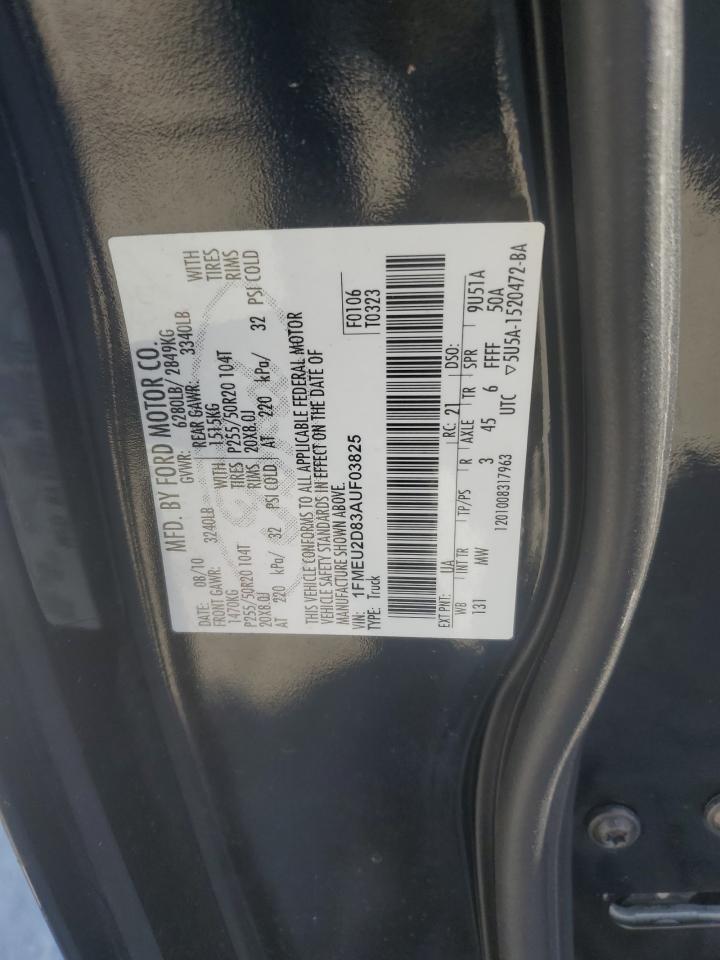 MFD. BY FORD MOTOR CO.
DATE: 08/10 GVWR: 6280LB/ 2849KG
FRONT GAWR: 3240LB REAR GAWR: 3340LB
1470KG WITH 1515KG WITH
P255/50R20 104T TIRES P255/50R20 104T TIRES
20X8.0J RIMS 20X8.0J RIMS
AT 220 kPa/ 32 PSI COLD AT 220 kPa/ 32 PSI COLD
THIS VEHICLE CONFORMS TO ALL APPLICABLE FEDERAL MOTOR
VEHICLE SAFETY STANDARDS IN EFFECT ON THE DATE OF
MANUFACTURE SHOWN ABOVE.
VIN: 1FMEU2D83AUF03825 F0106
TYPE: Truck T0323
EXT PNT: UA RC: 21 DSO:
WB INT TR TP/PS R AXLE TR SPR 9U51A
131 MW 3 45 6 FFFF 50A
1201008317963 UTC ▽5U5A-1520472-BA